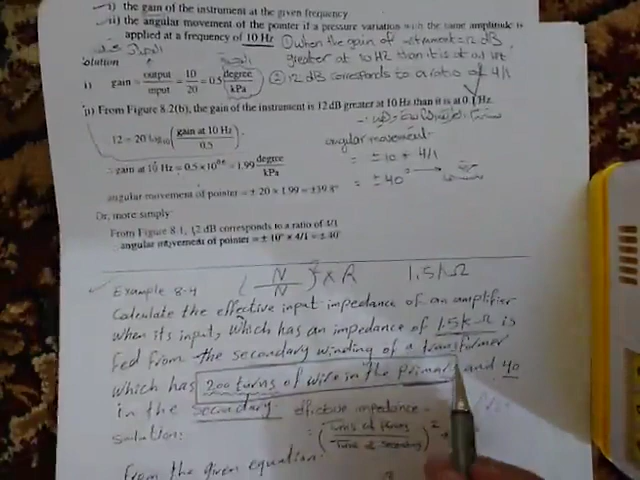 i) the gain of the instrument at the given frequency
ii) the angular movement of the pointer if a pressure variation with the same amplitude is
applied at a frequency of 10 Hz
① when the gain of instrument = 12 dB
greater at 10 Hz than it is at 0.1 Hz
Solution
i) gain = output/input = 10/20 = 0.5 degree/kPa
② 12 dB corresponds to a ratio of 4/1
ii) From Figure 8.2(b), the gain of the instrument is 12 dB greater at 10 Hz than it is at 0.1 Hz
12 = 20 log₁₀ (gain at 10 Hz / 0.5)
angular movement
∴ gain at 10 Hz = 0.5 × 10^0.6 = 1.99 degree/kPa
= ±10 * 4/1
= ±40°
angular movement of pointer = ± 20 × 1.99 = ±39.8°
Or, more simply
From Figure 8.1, 12 dB corresponds to a ratio of 4/1
angular movement of pointer = ± 10° × 4/1 = ± 40°
(N/N)² × R 1.5kΩ
Example 8-4
Calculate the effective input impedance of an amplifier
when its input, which has an impedance of 1.5kΩ is
fed from the secondary winding of a transformer
which has 200 turns of wire in the primary and 40
in the secondary.
effective impedance
solution: = (Turns of Primary / Turns of Secondary)²
From the given equation: